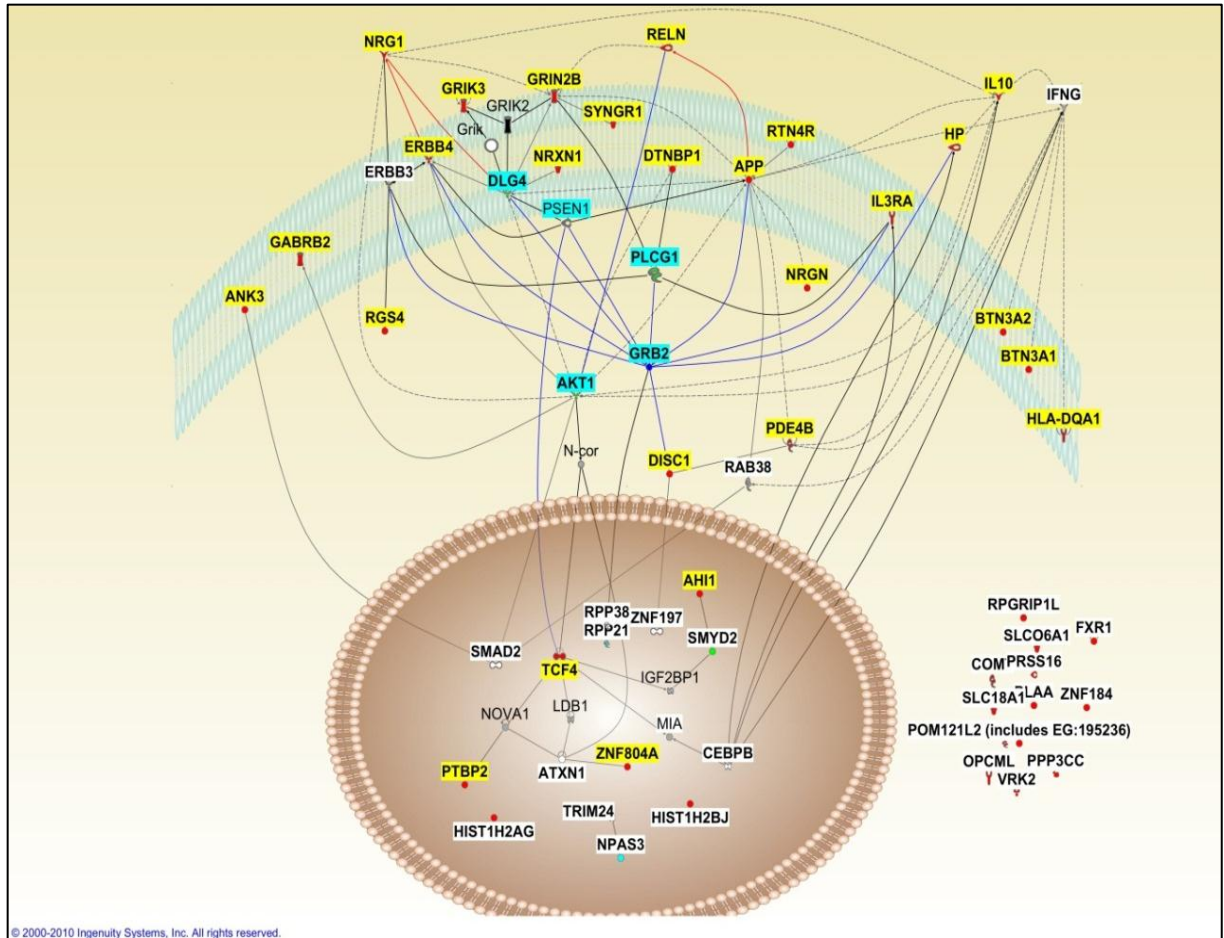 NRG1
RELN
GRIN2B
GRIK3
GRIK2
IL10
IFNG
SYNGR1
Grik
HP
RTN4R
ERBB4
NRXN1
DTNBP1
APP
ERBB3
DLG4
PSEN1
IL3RA
GABRB2
PLCG1
NRGN
ANK3
RGS4
BTN3A2
GRB2
BTN3A1
AKT1
HLA-DQA1
PDE4B
N-cor
DISC1
RAB38
AHI1
RPP38
ZNF197
RPP21
SMYD2
SMAD2
TCF4
IGF2BP1
NOVA1
LDB1
MIA
CEBPB
ZNF804A
PTBP2
ATXN1
TRIM24
HIST1H2BJ
HIST1H2AG
NPAS3
RPGRIP1L
FXR1
SLCO6A1
COM PRSS16
SLC18A1 LAA ZNF184
POM121L2 (includes EG:195236)
OPCML PPP3CC
VRK2
© 2000-2010 Ingenuity Systems, Inc. All rights reserved.